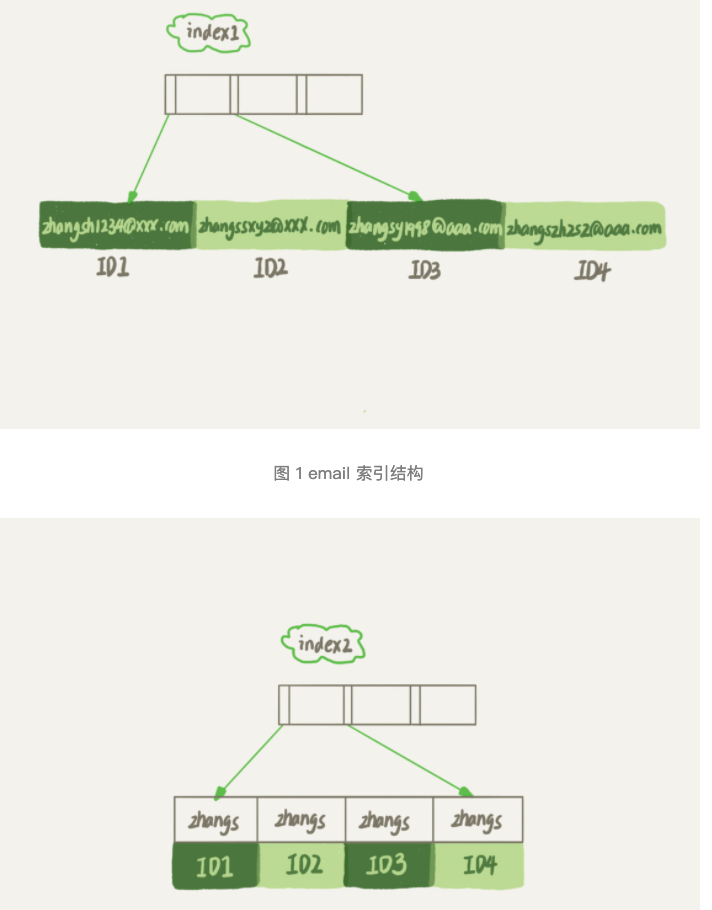 index1
zhangsh1234@xxx.com zhangssxyz@xxx.com zhangsy1998@aaa.com zhangszhzsz@aaa.com
ID1 ID2 ID3 ID4
图 1 email 索引结构
index2
zhangs zhangs zhangs zhangs
ID1 ID2 ID3 ID4